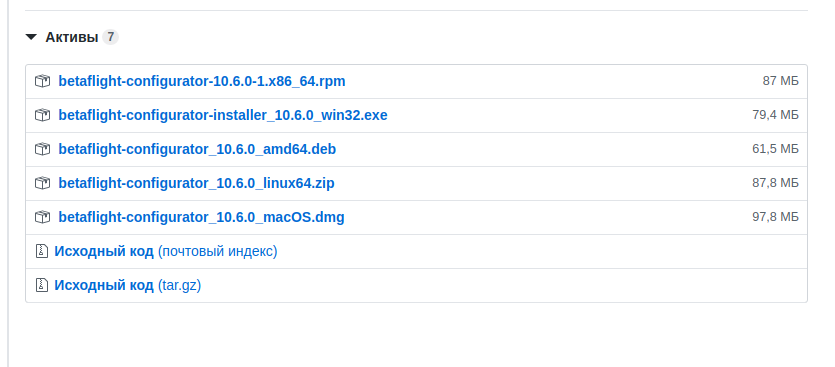 Активы 7
betaflight-configurator-10.6.0-1.x86_64.rpm 87 МБ
betaflight-configurator-installer_10.6.0_win32.exe 79,4 МБ
betaflight-configurator_10.6.0_amd64.deb 61,5 МБ
betaflight-configurator_10.6.0_linux64.zip 87,8 МБ
betaflight-configurator_10.6.0_macOS.dmg 97,8 МБ
Исходный код (почтовый индекс)
Исходный код (tar.gz)